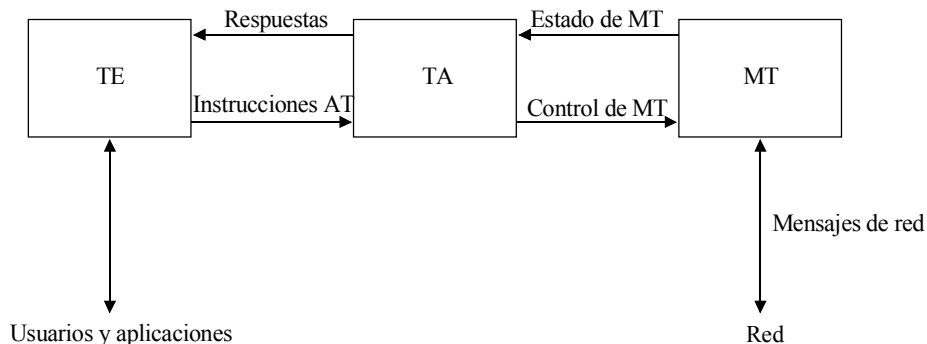 Respuestas
Estado de MT
TE
TA
MT
Instrucciones AT
Control de MT
Mensajes de red
Usuarios y aplicaciones
Red